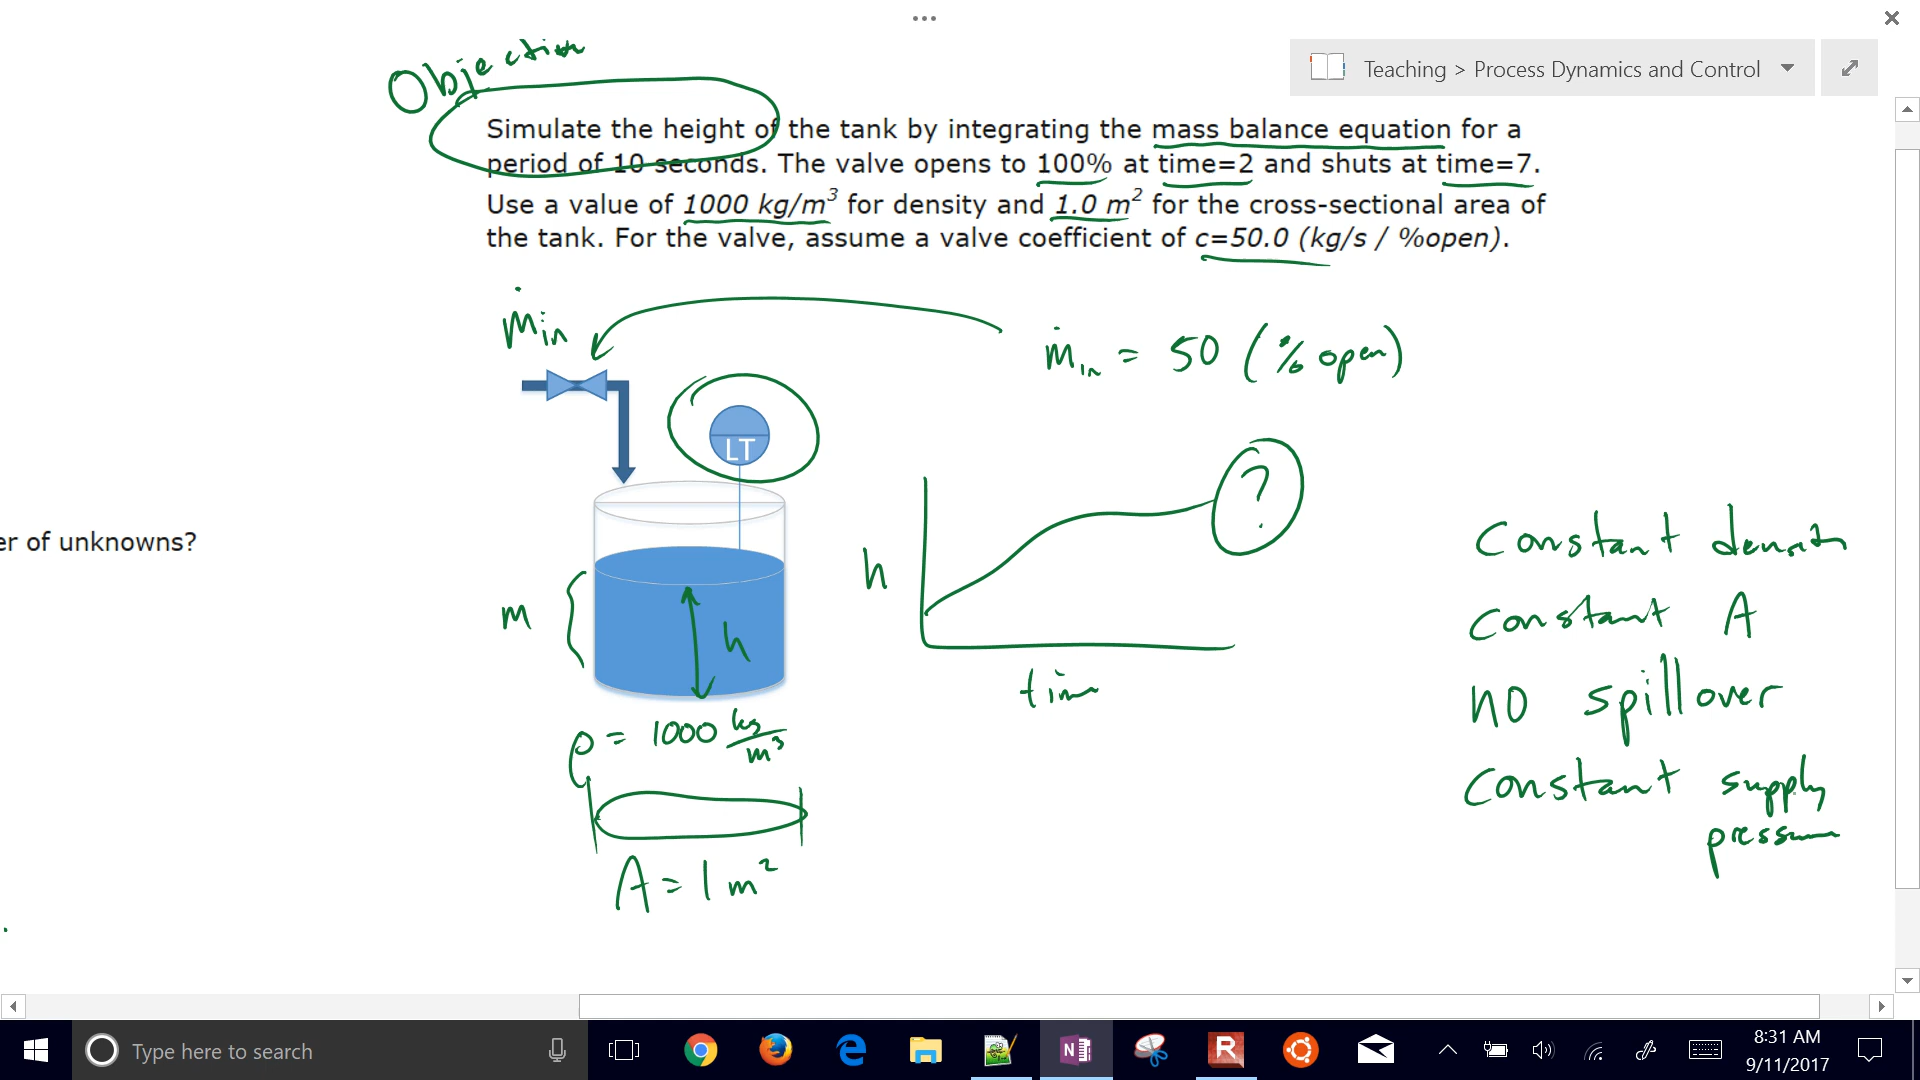 Objection
Teaching > Process Dynamics and Control
Simulate the height of the tank by integrating the mass balance equation for a
period of 10 seconds. The valve opens to 100% at time=2 and shuts at time=7.
Use a value of 1000 kg/m³ for density and 1.0 m² for the cross-sectional area of
the tank. For the valve, assume a valve coefficient of c=50.0 (kg/s / %open).
ṁin
ṁin = 50 (% open)
LT
?
er of unknowns?
h
m
h
time
ρ = 1000 kg/m³
A = 1 m²
Constant density
Constant A
no spillover
Constant supply
pressure
Type here to search
8:31 AM
9/11/2017